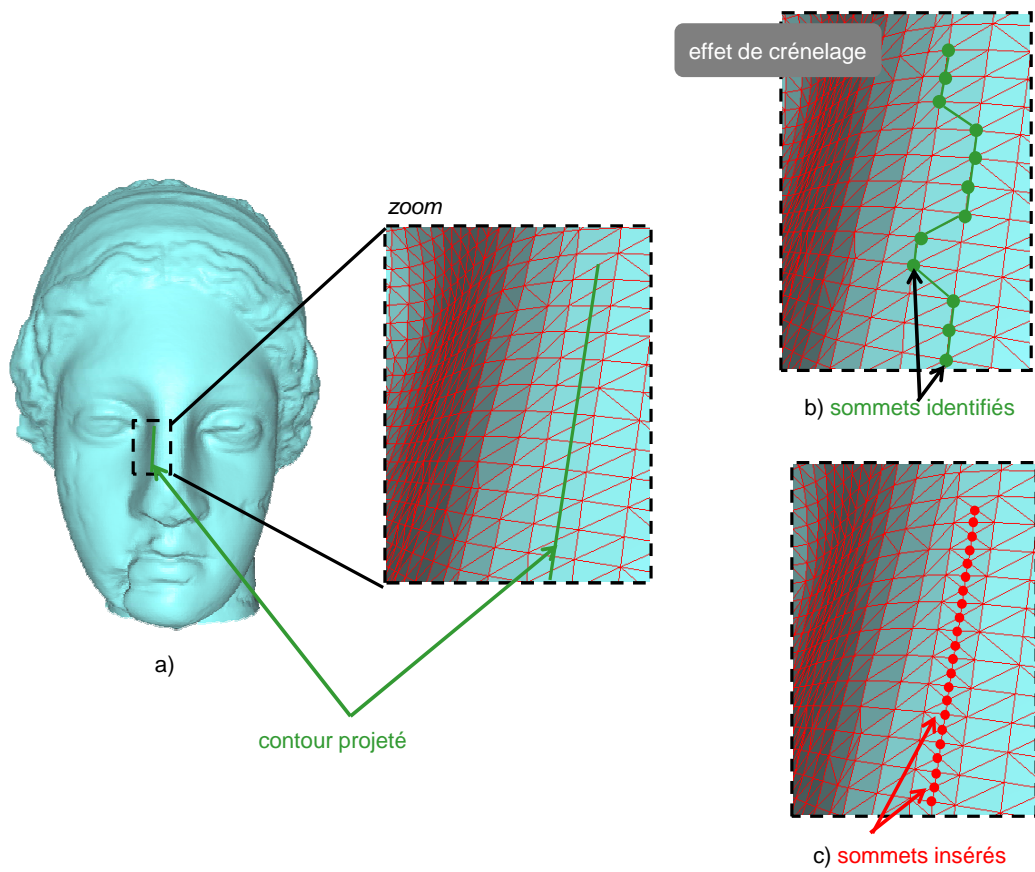 effet de crénelage
zoom
b) sommets identifiés
a)
contour projeté
c) sommets insérés